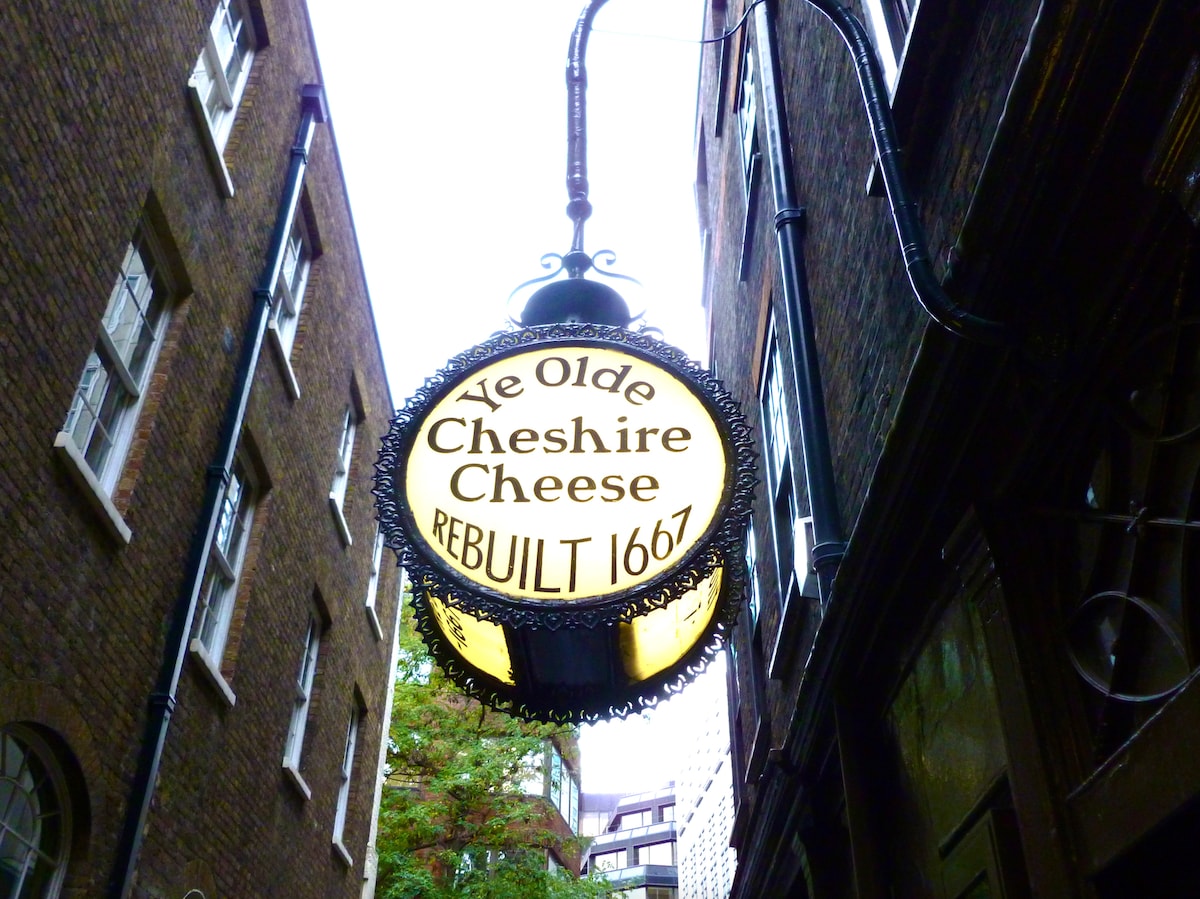 Ye Olde
Cheshire
Cheese
REBUILT 1667